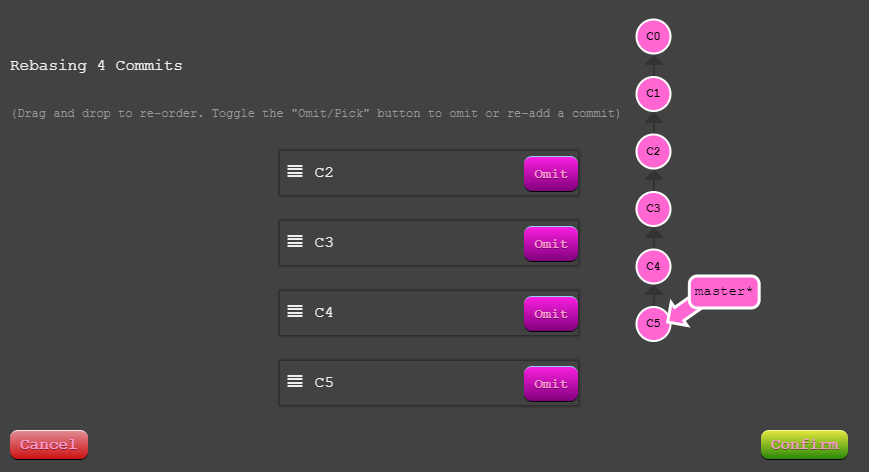 C0
Rebasing 4 Commits
C1
(Drag and drop to re-order. Toggle the "Omit/Pick" button to omit or re-add a commit)
C2
C2 Omit
C3
C3 Omit
C4
master*
C4 Omit
C5
C5 Omit
Cancel
Confirm